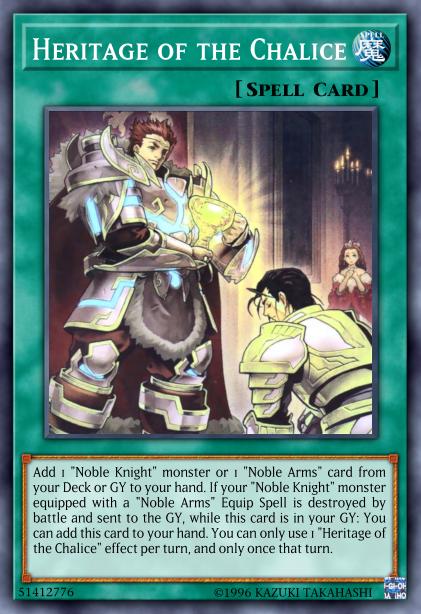 HERITAGE OF THE CHALICE
SPELL
魔
[SPELL CARD]
Add 1 "Noble Knight" monster or 1 "Noble Arms" card from
your Deck or GY to your hand. If your "Noble Knight" monster
equipped with a "Noble Arms" Equip Spell is destroyed by
battle and sent to the GY, while this card is in your GY: You
can add this card to your hand. You can only use 1 "Heritage of
the Chalice" effect per turn, and only once that turn.
51412776
©1996 KAZUKI TAKAHASHI